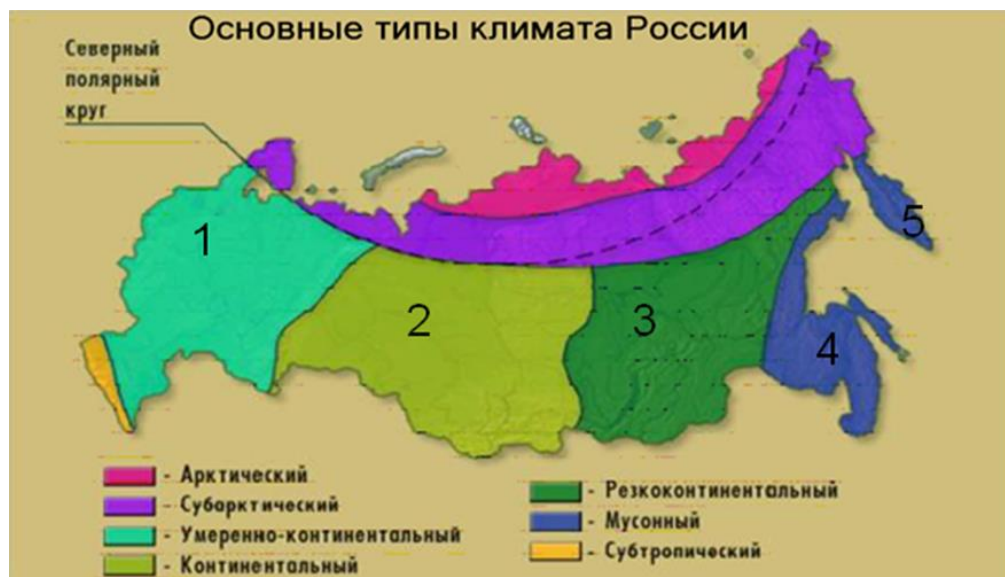 Основные типы климата России
Северный
полярный
круг
1
2
3
4
5
- Арктический
- Субарктический
- Умеренно-континентальный
- Континентальный
- Резкоконтинентальный
- Мусонный
- Субтропический